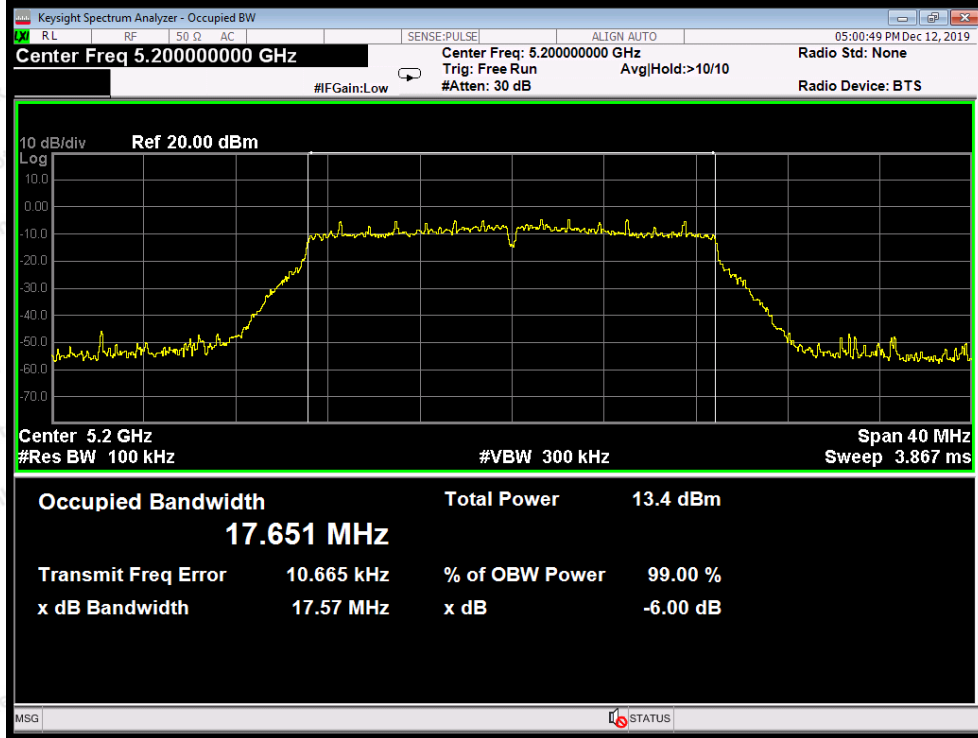 Keysight Spectrum Analyzer - Occupied BW
LXI RL RF 50 Ω AC SENSE:PULSE ALIGN AUTO 05:00:49 PM Dec 12, 2019
Center Freq 5.200000000 GHz Center Freq: 5.200000000 GHz Radio Std: None
Trig: Free Run Avg|Hold:>10/10
#IFGain:Low #Atten: 30 dB Radio Device: BTS
10 dB/div Ref 20.00 dBm
Log
10.0
0.00
-10.0
-20.0
-30.0
-40.0
-50.0
-60.0
-70.0
Center 5.2 GHz Span 40 MHz
#Res BW 100 kHz #VBW 300 kHz Sweep 3.867 ms
Occupied Bandwidth Total Power 13.4 dBm
17.651 MHz
Transmit Freq Error 10.665 kHz % of OBW Power 99.00 %
x dB Bandwidth 17.57 MHz x dB -6.00 dB
MSG STATUS